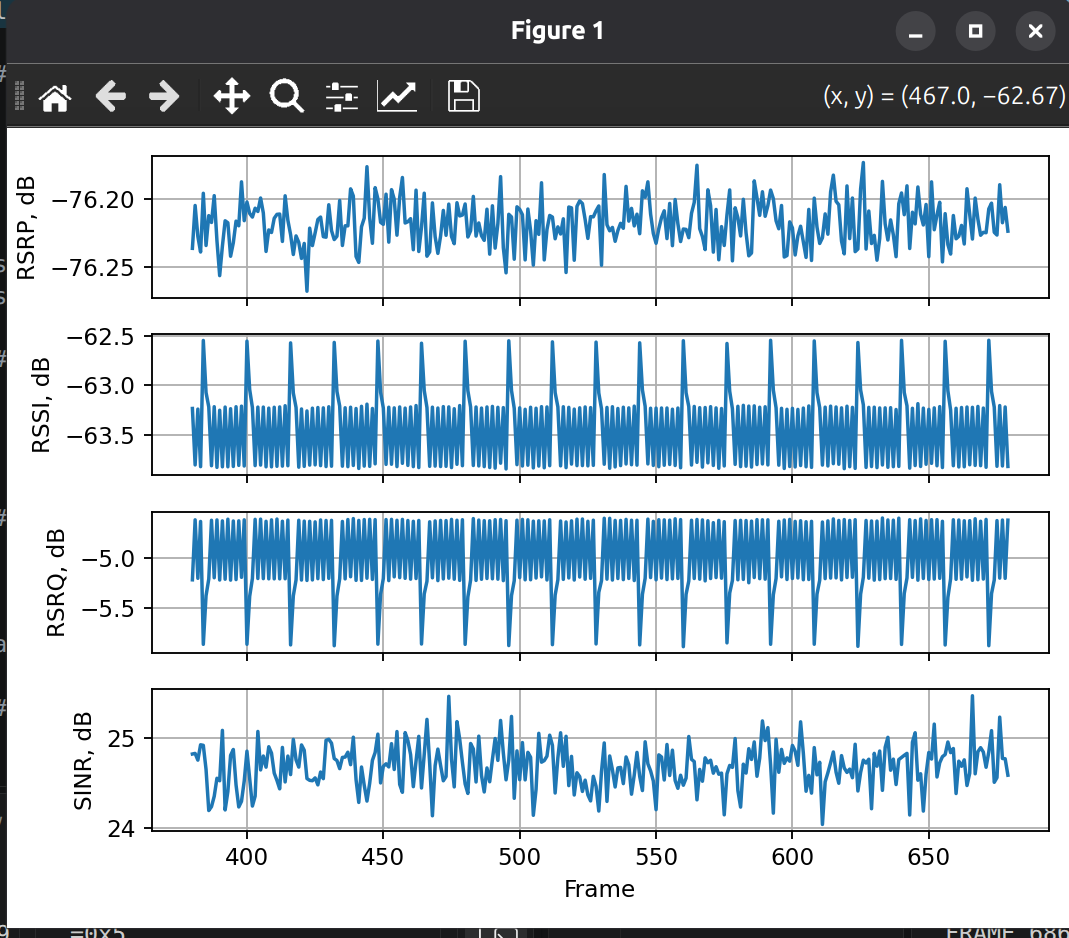 Figure 1
(x, y) = (467.0, −62.67)
RSRP, dB
−76.20
−76.25
RSSI, dB
−62.5
−63.0
−63.5
RSRQ, dB
−5.0
−5.5
SINR, dB
25
24
400 450 500 550 600 650
Frame
=0x5
FRAME 686